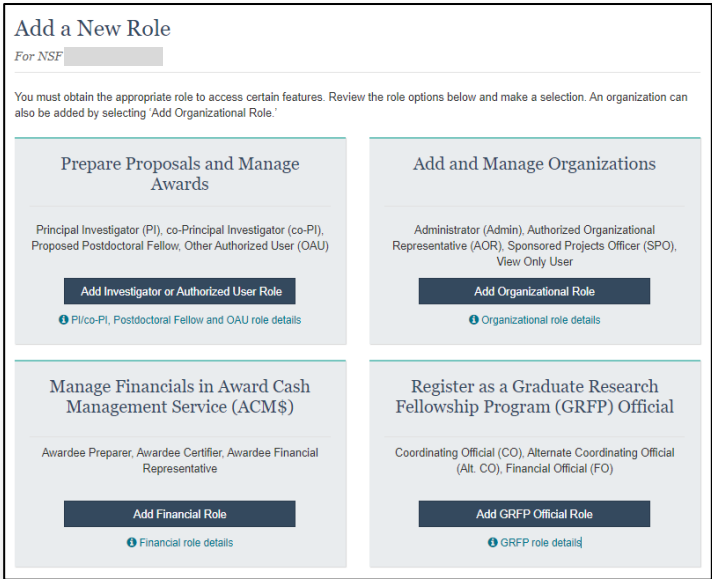 Add a New Role
For NSF
You must obtain the appropriate role to access certain features. Review the role options below and make a selection. An organization can
also be added by selecting ‘Add Organizational Role.’
Prepare Proposals and Manage
Awards
Principal Investigator (PI), co-Principal Investigator (co-PI),
Proposed Postdoctoral Fellow, Other Authorized User (OAU)
Add Investigator or Authorized User Role
PI/co-PI, Postdoctoral Fellow and OAU role details
Add and Manage Organizations
Administrator (Admin), Authorized Organizational
Representative (AOR), Sponsored Projects Officer (SPO),
View Only User
Add Organizational Role
Organizational role details
Manage Financials in Award Cash
Management Service (ACM$)
Awardee Preparer, Awardee Certifier, Awardee Financial
Representative
Add Financial Role
Financial role details
Register as a Graduate Research
Fellowship Program (GRFP) Official
Coordinating Official (CO), Alternate Coordinating Official
(Alt. CO), Financial Official (FO)
Add GRFP Official Role
GRFP role details